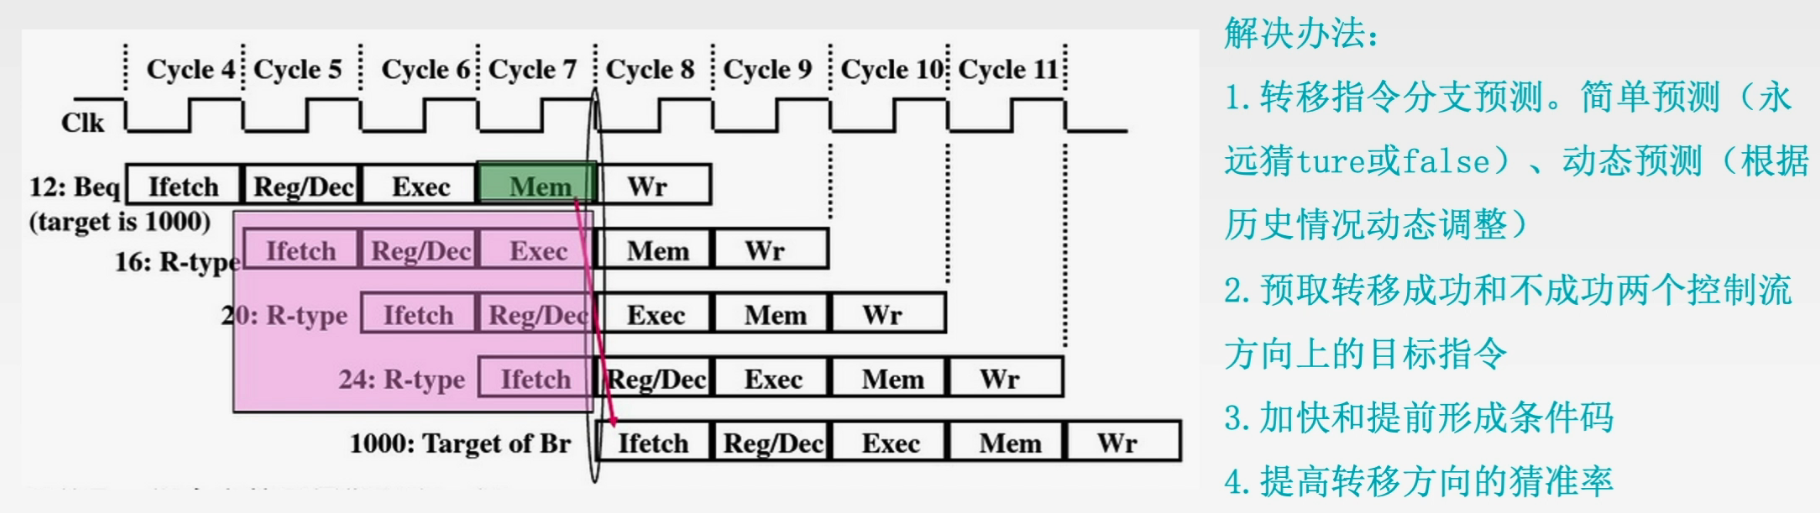 Cycle 4 Cycle 5 Cycle 6 Cycle 7 Cycle 8 Cycle 9 Cycle 10 Cycle 11
Clk
12: Beq Ifetch Reg/Dec Exec Mem Wr
(target is 1000)
16: R-type Ifetch Reg/Dec Exec Mem Wr
20: R-type Ifetch Reg/Dec Exec Mem Wr
24: R-type Ifetch Reg/Dec Exec Mem Wr
1000: Target of Br Ifetch Reg/Dec Exec Mem Wr
解决办法：
1.转移指令分支预测。简单预测（永
远猜ture或false）、动态预测（根据
历史情况动态调整）
2.预取转移成功和不成功两个控制流
方向上的目标指令
3.加快和提前形成条件码
4.提高转移方向的猜准率